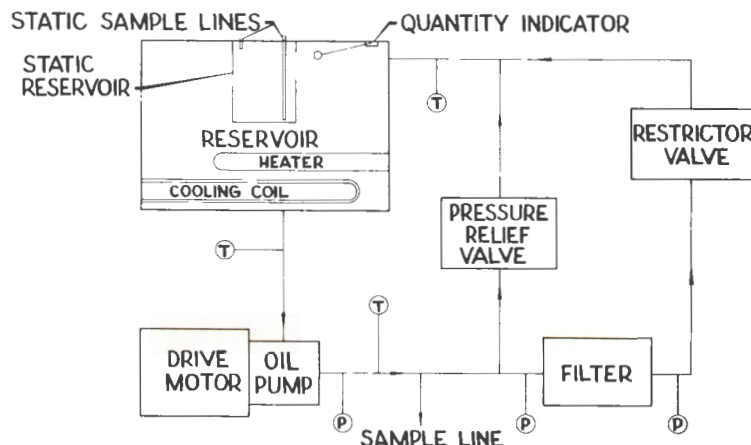 STATIC SAMPLE LINES
QUANTITY INDICATOR
STATIC
RESERVOIR
RESERVOIR
HEATER
COOLING COIL
T
RESTRICTOR
VALVE
PRESSURE
RELIEF
VALVE
T
T
DRIVE
MOTOR
OIL
PUMP
FILTER
P
P
P
SAMPLE LINE